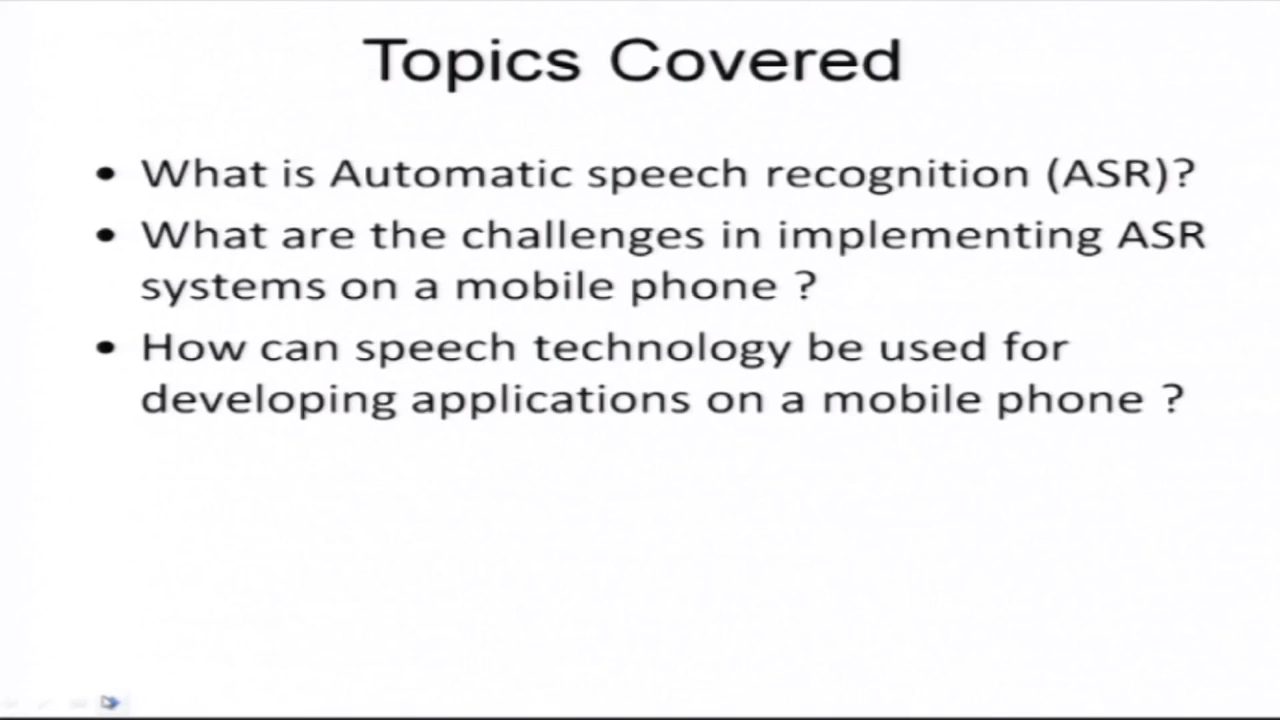 Topics Covered
• What is Automatic speech recognition (ASR)?
• What are the challenges in implementing ASR
systems on a mobile phone ?
• How can speech technology be used for
developing applications on a mobile phone ?